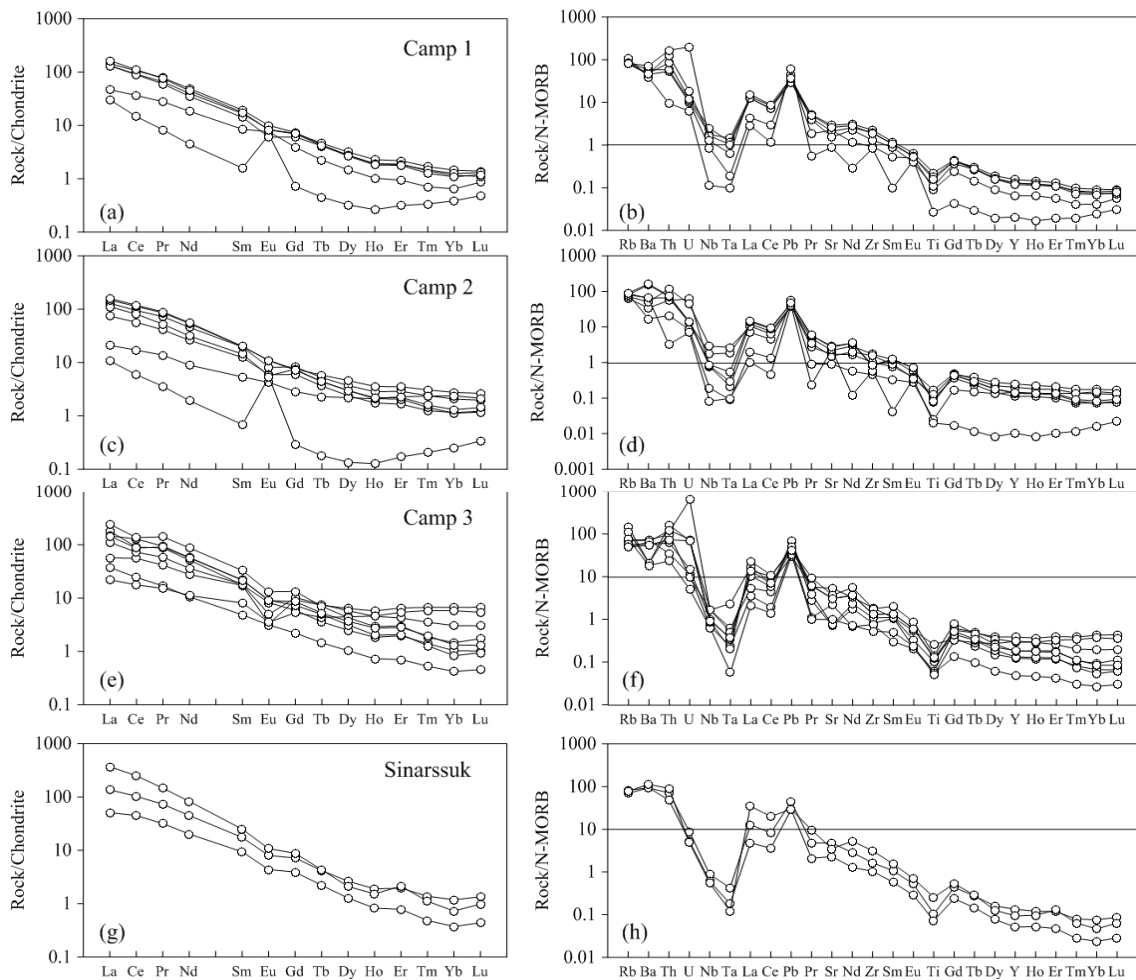 1000
100
10
1
0.1
Rock/Chondrite
Camp 1
(a)
La Ce Pr Nd Sm Eu Gd Tb Dy Ho Er Tm Yb Lu
1000
100
10
1
0.1
0.01
Rock/N-MORB
(b)
Rb Ba Th U Nb Ta La Ce Pb Pr Sr Nd Zr Sm Eu Ti Gd Tb Dy Y Ho Er Tm Yb Lu
1000
100
10
1
0.1
Rock/Chondrite
Camp 2
(c)
La Ce Pr Nd Sm Eu Gd Tb Dy Ho Er Tm Yb Lu
1000
100
10
1
0.1
0.01
0.001
Rock/N-MORB
(d)
Rb Ba Th U Nb Ta La Ce Pb Pr Sr Nd Zr Sm Eu Ti Gd Tb Dy Y Ho Er Tm Yb Lu
1000
100
10
1
0.1
Rock/Chondrite
Camp 3
(e)
La Ce Pr Nd Sm Eu Gd Tb Dy Ho Er Tm Yb Lu
1000
100
10
1
0.1
0.01
Rock/N-MORB
(f)
Rb Ba Th U Nb Ta La Ce Pb Pr Sr Nd Zr Sm Eu Ti Gd Tb Dy Y Ho Er Tm Yb Lu
1000
100
10
1
0.1
Rock/Chondrite
Sinarssuk
(g)
La Ce Pr Nd Sm Eu Gd Tb Dy Ho Er Tm Yb Lu
1000
100
10
1
0.1
0.01
Rock/N-MORB
(h)
Rb Ba Th U Nb Ta La Ce Pb Pr Sr Nd Zr Sm Eu Ti Gd Tb Dy Y Ho Er Tm Yb Lu